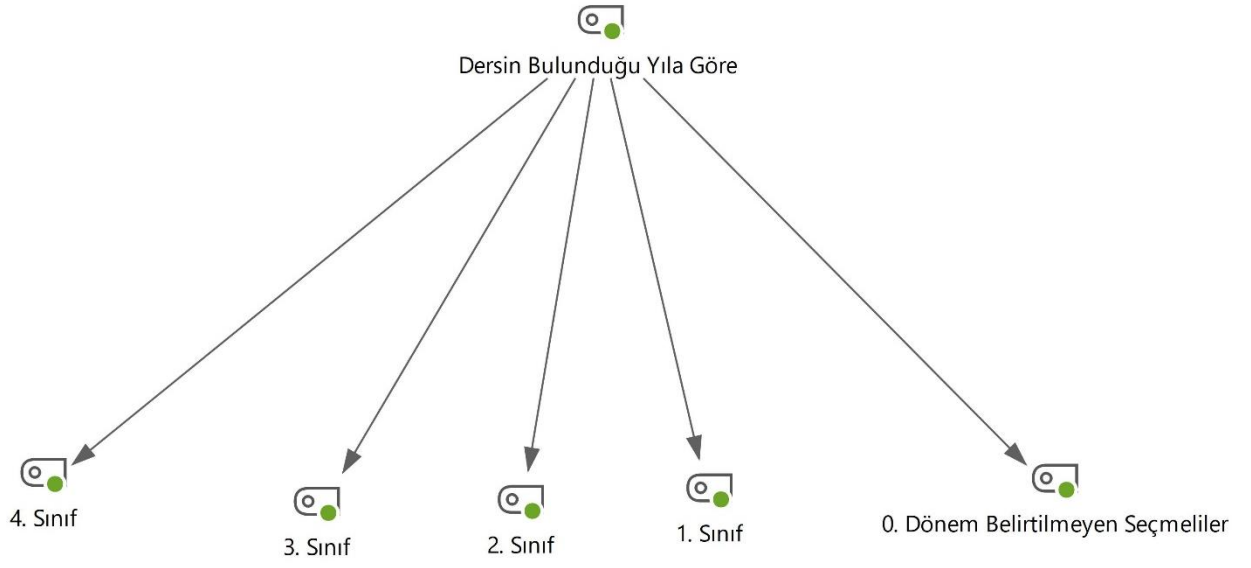 Dersin Bulunduğu Yıla Göre
4. Sınıf
3. Sınıf
2. Sınıf
1. Sınıf
0. Dönem Belirtilmeyen Seçmeliler